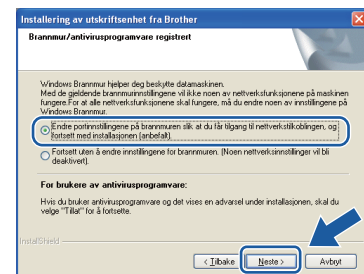 Installering av utskriftsenhet fra Brother
Brannmur/antivirusprogramvare registrert
Windows Brannmur hjelper deg beskytte datamaskinen.
Med de gjeldende brannmurinnstillingene vil ikke noen av nettverksfunksjonene på maskinen
fungere.For at alle nettverksfunksjonene skal fungere, må du endre noen av innstillingene på
Windows Brannmur.
Endre portinnstillingene på brannmuren slik at du får tilgang til nettverkstilkoblingen, og
fortsett med installasjonen (anbefalt).
Fortsett uten å endre innstillingene for brannmuren. (Noen nettverksinnstillinger vil bli
deaktivert).
For brukere av antivirusprogramvare:
Hvis du bruker antivirusprogramvare og det vises en advarsel under installasjonen, skal du
velge "Tillat" for å fortsette.
InstallShield
< Tilbake Neste > Avbryt